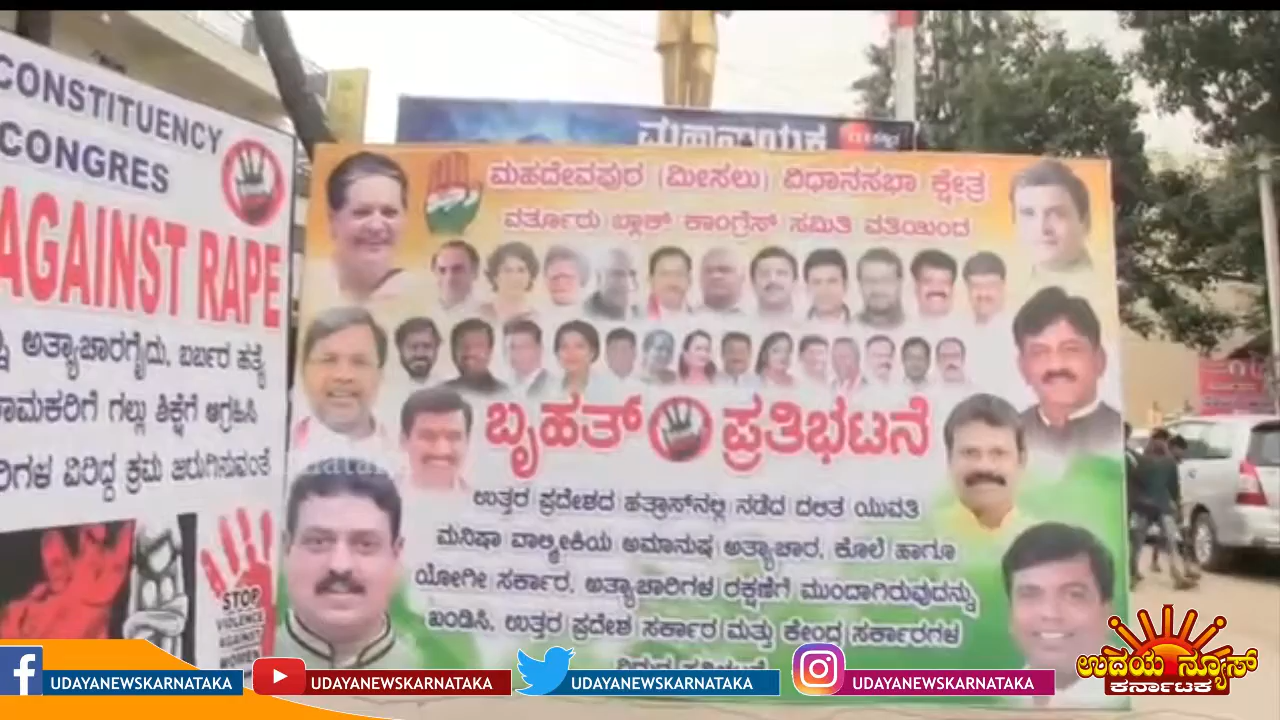 CONSTITUENCY
CONGRES
AGAINST RAPE
ಅತ್ಯಾಚಾರಗೈದು. ಬರ್ಬರ ಹತ್ಯೆ
ಗಲ್ಲು ಶಿಕ್ಷೆಗೆ ಆಗ್ರಹಿಸಿ
ವಿರಿದ್ದ ಕ್ರಮ ಜರುಗಿಸುವಂತೆ
STOP
VIOLENCE
AGAINST
WOMEN
ಮಹಾನಾಯಕ
ಮಹದೇವಪುರ (ಮೀಸಲು) ವಿಧಾನಸಭಾ ಕ್ಷೇತ್ರ
ವರ್ತೂರು ಬ್ಲಾಕ್ ಕಾಂಗ್ರೆಸ್ ಸಮಿತಿ ವತಿಯಿಂದ
ಬೃಹತ್ ಪ್ರತಿಭಟನೆ
ಉತ್ತರ ಪ್ರದೇಶದ ಹತ್ರಾಸ್‌ನಲ್ಲಿ ನಡೆದ ದಲಿತ ಯುವತಿ
ಮನಿಷಾ ವಾಲ್ಮೀಕಿಯ ಅಮಾನುಷ ಅತ್ಯಾಚಾರ, ಕೊಲೆ ಹಾಗೂ
ಯೋಗೀ ಸರ್ಕಾರ, ಅತ್ಯಾಚಾರಿಗಳ ರಕ್ಷಣೆಗೆ ಮುಂದಾಗಿರುವುದನ್ನು
ಖಂಡಿಸಿ, ಉತ್ತರ ಪ್ರದೇಶ ಸರ್ಕಾರ ಮತ್ತು ಕೇಂದ್ರ ಸರ್ಕಾರಗಳ
UDAYANEWSKARNATAKA
UDAYANEWSKARNATAKA
UDAYANEWSKARNATAKA
UDAYANEWSKARNATAKA
ಉದಯ ನ್ಯೂಸ್
ಕರ್ನಾಟಕ